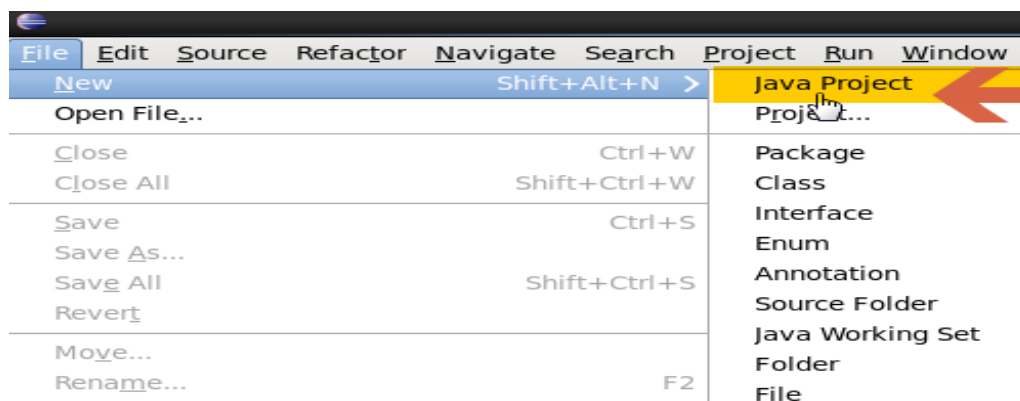 File Edit Source Refactor Navigate Search Project Run Window
New Shift+Alt+N >
Open File...
Close Ctrl+W
Close All Shift+Ctrl+W
Save Ctrl+S
Save As...
Save All Shift+Ctrl+S
Revert
Move...
Rename... F2
Java Project
Project...
Package
Class
Interface
Enum
Annotation
Source Folder
Java Working Set
Folder
File